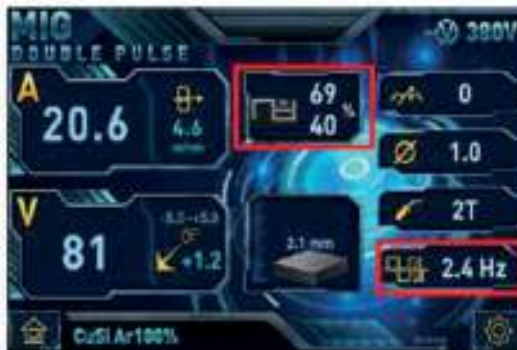 MIG
DOUBLE PULSE
380V
A
20.6
4.6
m/min
69
40
%
0
1.0
2T
2.4 Hz
V
81
-5.0~+5.0
+1.2
2.1 mm
CuSi Ar100%